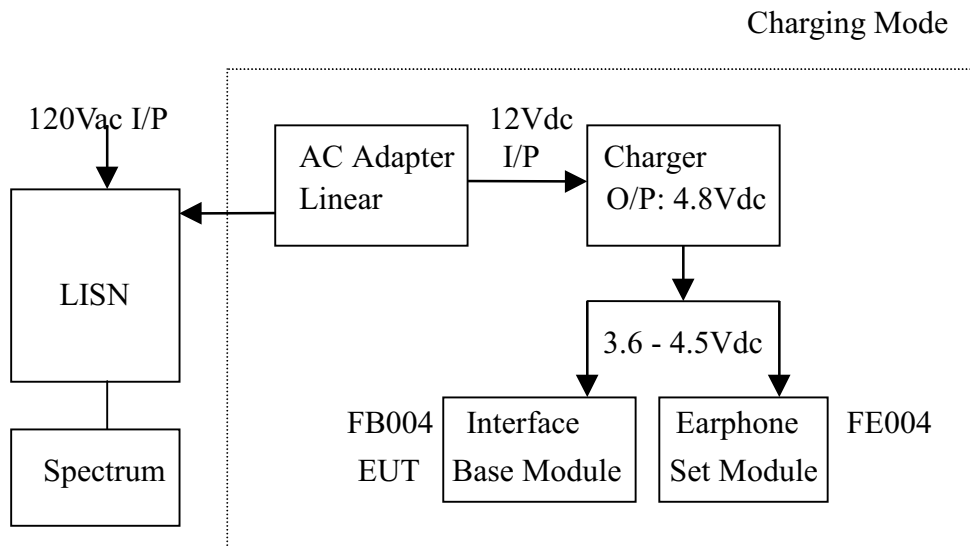 Charging Mode
120Vac I/P
AC Adapter
Linear
12Vdc
I/P
Charger
O/P: 4.8Vdc
LISN
3.6 - 4.5Vdc
FB004
EUT
Interface
Base Module
Earphone
Set Module
FE004
Spectrum